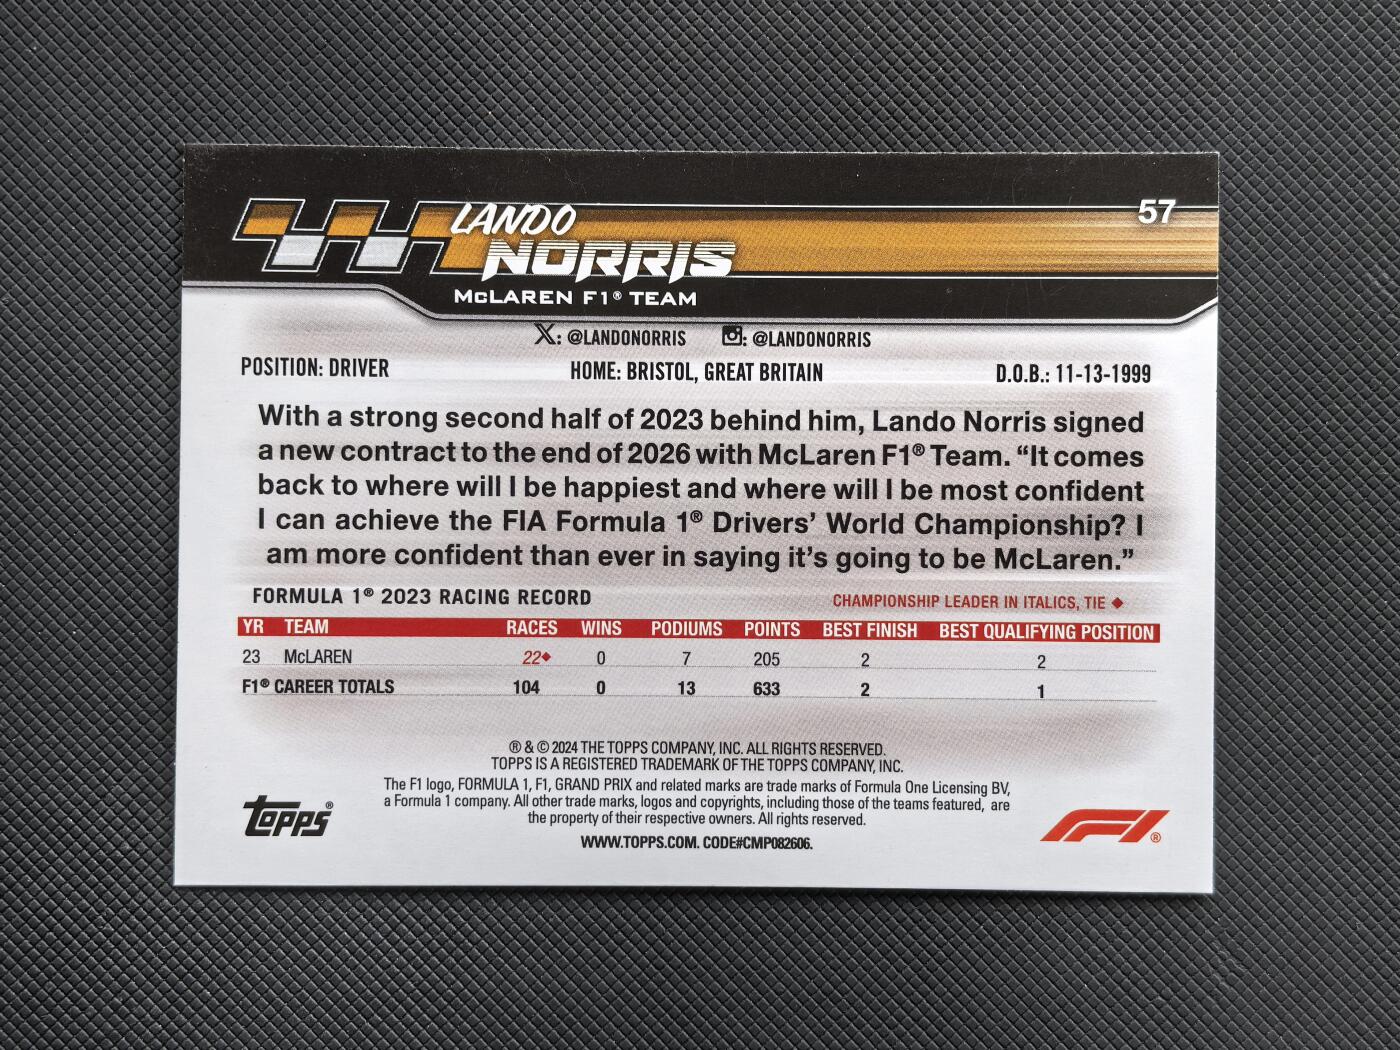 57
LANDO
NORRIS
McLAREN F1® TEAM
X: @LANDONORRIS : @LANDONORRIS
POSITION: DRIVER HOME: BRISTOL, GREAT BRITAIN D.O.B.: 11-13-1999
With a strong second half of 2023 behind him, Lando Norris signed
a new contract to the end of 2026 with McLaren F1® Team. “It comes
back to where will I be happiest and where will I be most confident
I can achieve the FIA Formula 1® Drivers’ World Championship? I
am more confident than ever in saying it’s going to be McLaren.”
FORMULA 1® 2023 RACING RECORD CHAMPIONSHIP LEADER IN ITALICS, TIE ◆
YR TEAM RACES WINS PODIUMS POINTS BEST FINISH BEST QUALIFYING POSITION
23 McLAREN 22◆ 0 7 205 2 2
F1® CAREER TOTALS 104 0 13 633 2 1
® & © 2024 THE TOPPS COMPANY, INC. ALL RIGHTS RESERVED.
TOPPS IS A REGISTERED TRADEMARK OF THE TOPPS COMPANY, INC.
The F1 logo, FORMULA 1, F1, GRAND PRIX and related marks are trade marks of Formula One Licensing BV,
a Formula 1 company. All other trade marks, logos and copyrights, including those of the teams featured, are
the property of their respective owners. All rights reserved.
WWW.TOPPS.COM. CODE#CMP082606.
topps®
F1®